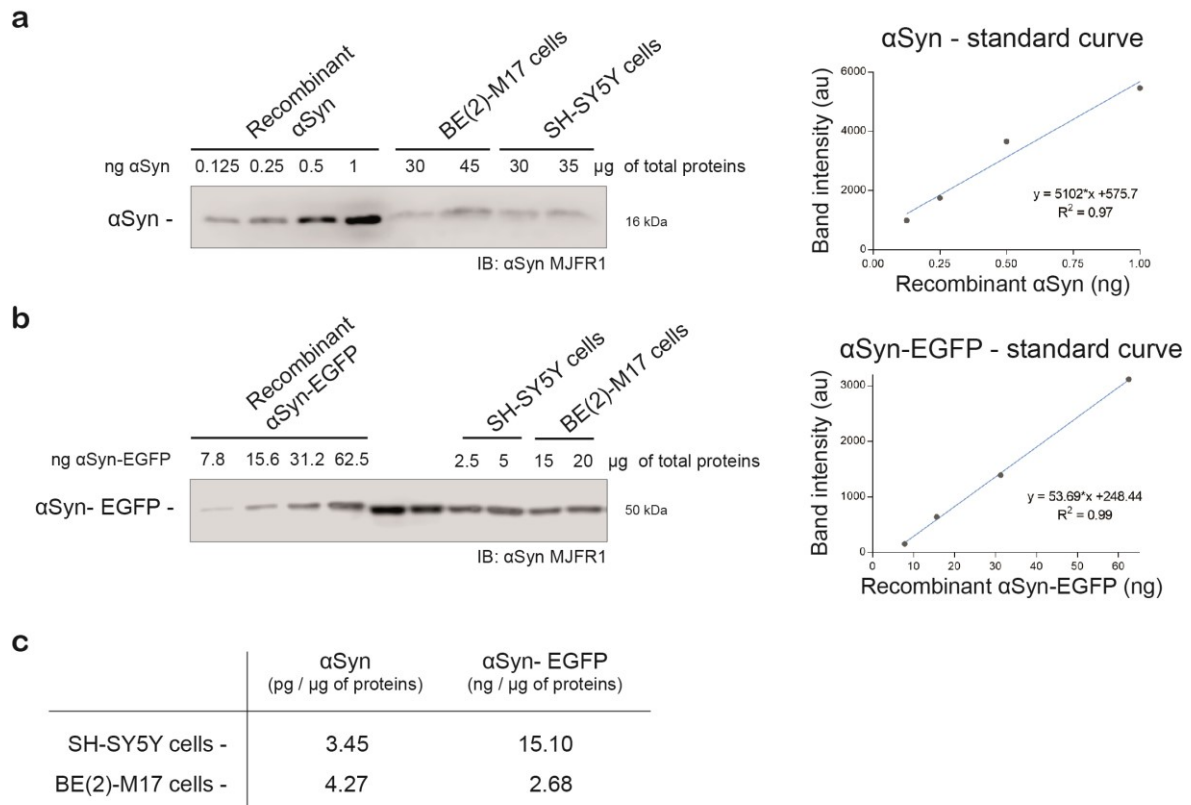 a
Recombinant
αSyn
BE(2)-M17 cells
SH-SY5Y cells
ng αSyn 0.125 0.25 0.5 1 30 45 30 35 µg of total proteins
αSyn -
16 kDa
IB: αSyn MJFR1
αSyn - standard curve
Band intensity (au)
6000
4000
2000
0
y = 5102*x +575.7
R² = 0.97
0.00 0.25 0.50 0.75 1.00
Recombinant αSyn (ng)
b
Recombinant
αSyn-EGFP
SH-SY5Y cells
BE(2)-M17 cells
ng αSyn-EGFP 7.8 15.6 31.2 62.5 2.5 5 15 20 µg of total proteins
αSyn- EGFP -
50 kDa
IB: αSyn MJFR1
αSyn-EGFP - standard curve
Band intensity (au)
3000
2000
1000
0
y = 53.69*x +248.44
R² = 0.99
0 10 20 30 40 50 60
Recombinant αSyn-EGFP (ng)
c
αSyn αSyn- EGFP
(pg / µg of proteins) (ng / µg of proteins)
SH-SY5Y cells - 3.45 15.10
BE(2)-M17 cells - 4.27 2.68